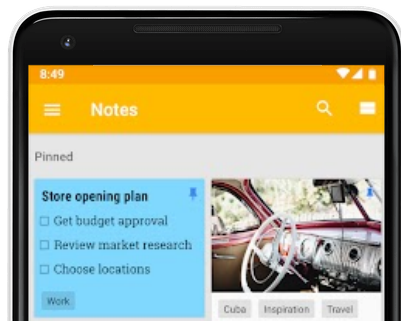 8:49
Notes
Pinned
Store opening plan
Get budget approval
Review market research
Choose locations
Work
Cuba Inspiration Travel